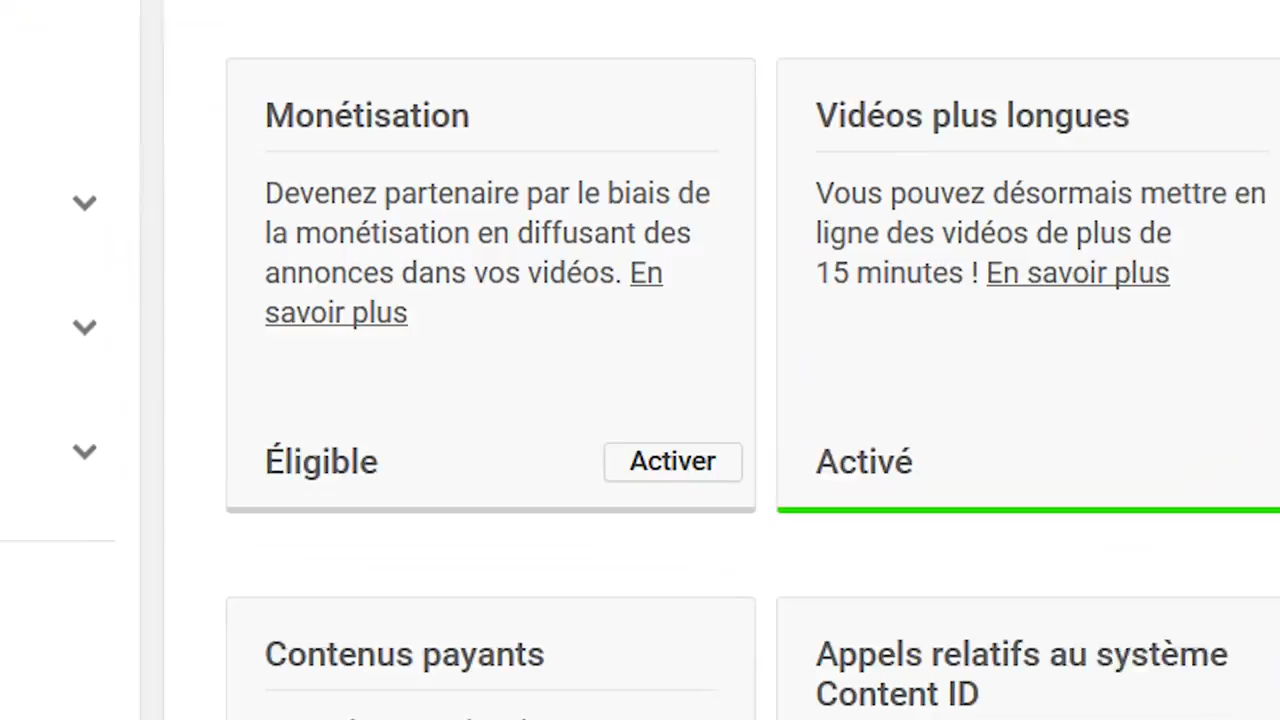 Monétisation
Devenez partenaire par le biais de
la monétisation en diffusant des
annonces dans vos vidéos. En
savoir plus
Éligible
Activer
Vidéos plus longues
Vous pouvez désormais mettre en
ligne des vidéos de plus de
15 minutes ! En savoir plus
Activé
Contenus payants
Appels relatifs au système
Content ID